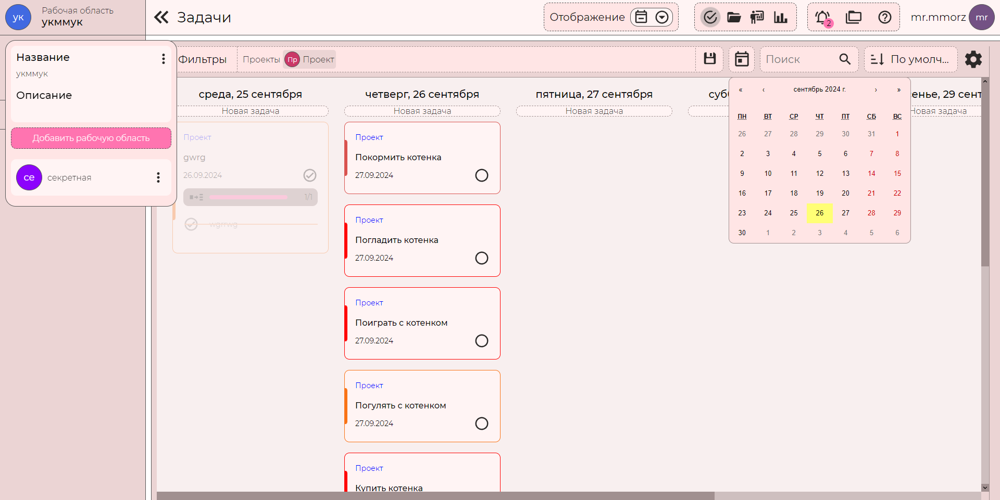 ук
Рабочая область
укммук
Задачи
Отображение
2
mr.mmorz
mr
Название
укммук
Описание
Добавить рабочую область
се
секретная
Фильтры
Проекты
Пр
Проект
Поиск
По умолч...
среда, 25 сентября
Новая задача
Проект
gwrg
26.09.2024
1/1
wgrrwg
четверг, 26 сентября
Новая задача
Проект
Покормить котенка
27.09.2024
Проект
Погладить котенка
27.09.2024
Проект
Поиграть с котенком
27.09.2024
Проект
Погулять с котенком
27.09.2024
Проект
Купить котенка
пятница, 27 сентября
Новая задача
суб
енье, 29 сент
Новая задача
« ‹ сентябрь 2024 г. › »
ПН ВТ СР ЧТ ПТ СБ ВС
26 27 28 29 30 31 1
2 3 4 5 6 7 8
9 10 11 12 13 14 15
16 17 18 19 20 21 22
23 24 25 26 27 28 29
30 1 2 3 4 5 6